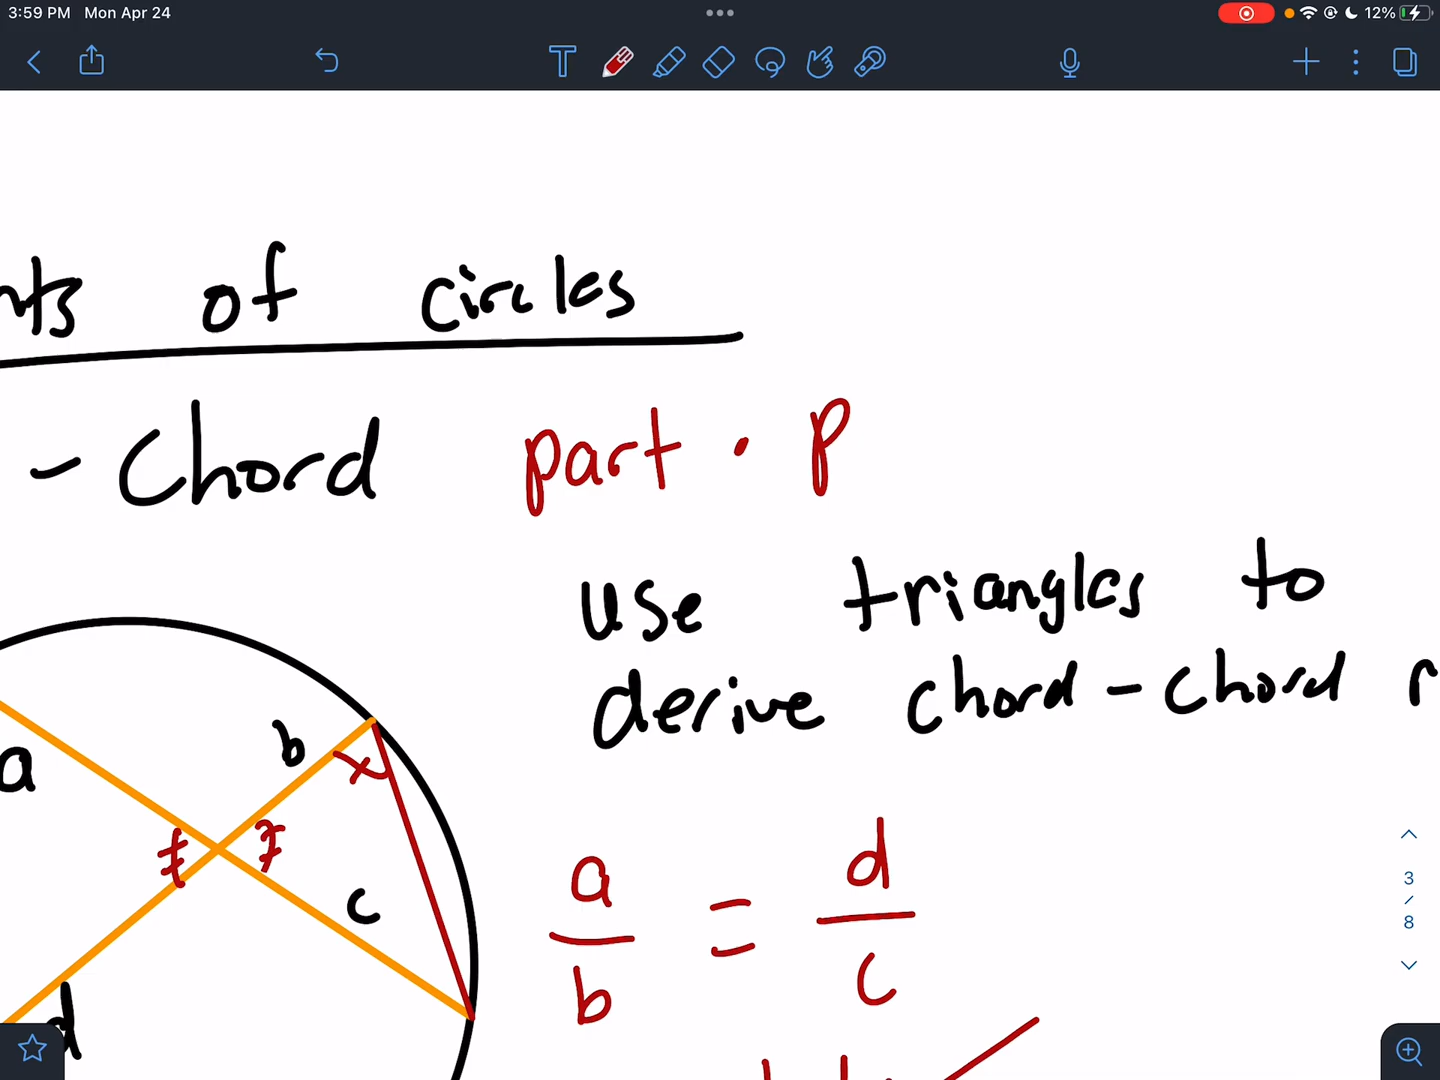 3:59 PM Mon Apr 24
12%
nts of circles
- Chord part · p
use triangles to
derive chord - chord r
b
a
x
z z
c
d
a = d
b c
3
8